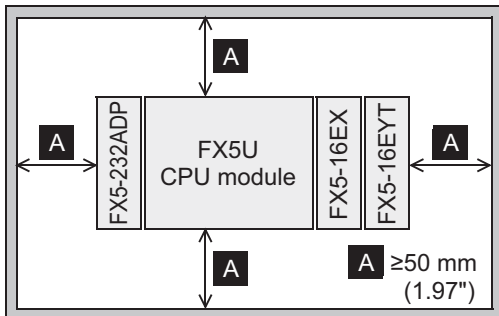 A
A
FX5-232ADP
FX5U
CPU module
FX5-16EX
FX5-16EYT
A
A
A ≥50 mm
(1.97")